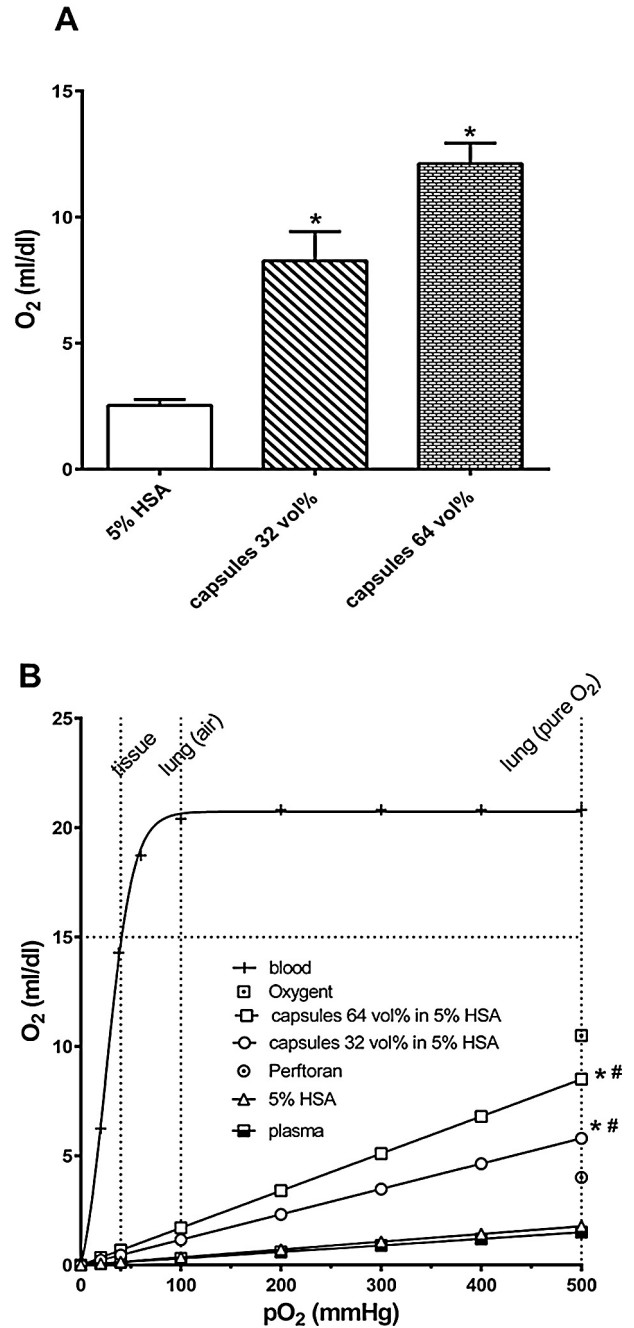 A
15
10
5
0
O2 (ml/dl)
*
*
5% HSA
capsules 32 vol%
capsules 64 vol%
B
tissue
lung (air)
lung (pure O2)
25
20
15
10
5
0
O2 (ml/dl)
blood
Oxygent
capsules 64 vol% in 5% HSA
capsules 32 vol% in 5% HSA
Perftoran
5% HSA
plasma
* #
* #
0 100 200 300 400 500
pO2 (mmHg)